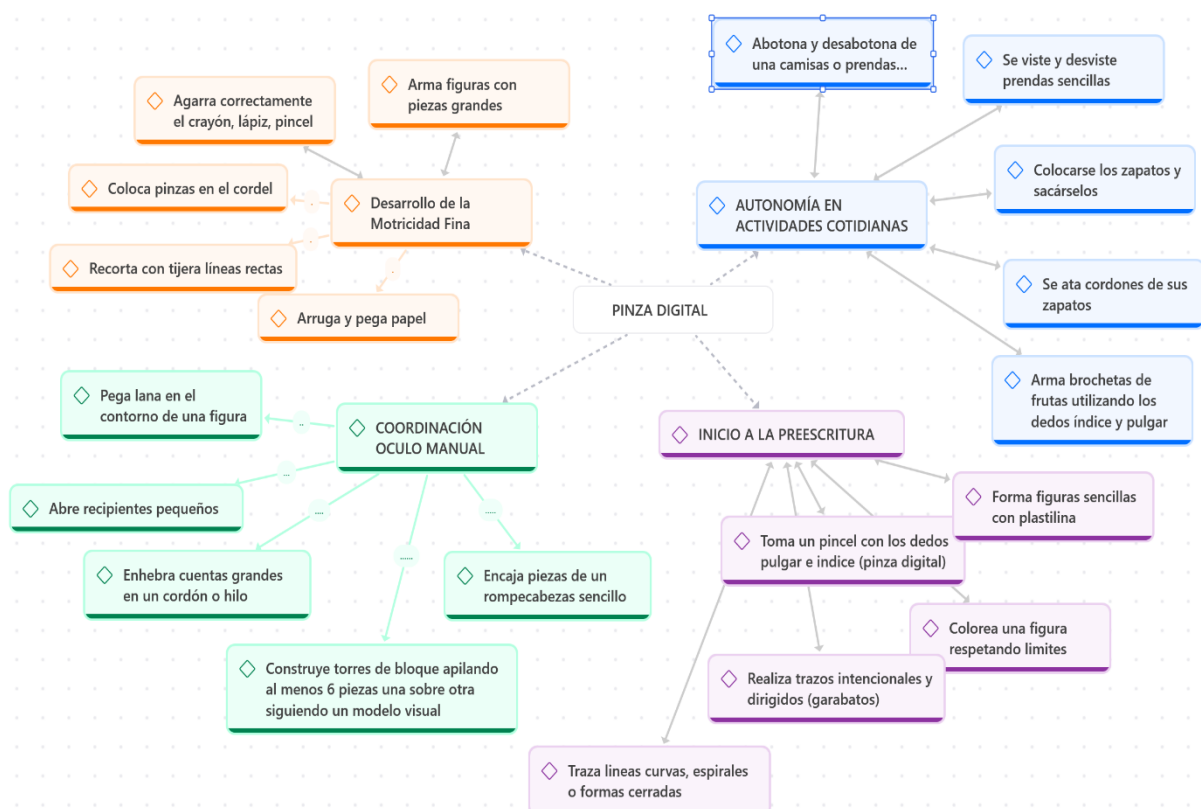 Abotona y desabotona de
una camisas o prendas...
Se viste y desviste
prendas sencillas
Arma figuras con
piezas grandes
Agarra correctamente
el crayón, lápiz, pincel
Colocarse los zapatos y
sacárselos
Coloca pinzas en el cordel
Desarrollo de la
Motricidad Fina
AUTONOMÍA EN
ACTIVIDADES COTIDIANAS
Recorta con tijera líneas rectas
Se ata cordones de sus
zapatos
Arruga y pega papel
PINZA DIGITAL
Arma brochetas de
frutas utilizando los
dedos índice y pulgar
Pega lana en el
contorno de una figura
COORDINACIÓN
OCULO MANUAL
INICIO A LA PREESCRITURA
Abre recipientes pequeños
Forma figuras sencillas
con plastilina
Toma un pincel con los dedos
pulgar e indice (pinza digital)
Enhebra cuentas grandes
en un cordón o hilo
Encaja piezas de un
rompecabezas sencillo
Colorea una figura
respetando limites
Construye torres de bloque apilando
al menos 6 piezas una sobre otra
siguiendo un modelo visual
Realiza trazos intencionales y
dirigidos (garabatos)
Traza lineas curvas, espirales
o formas cerradas